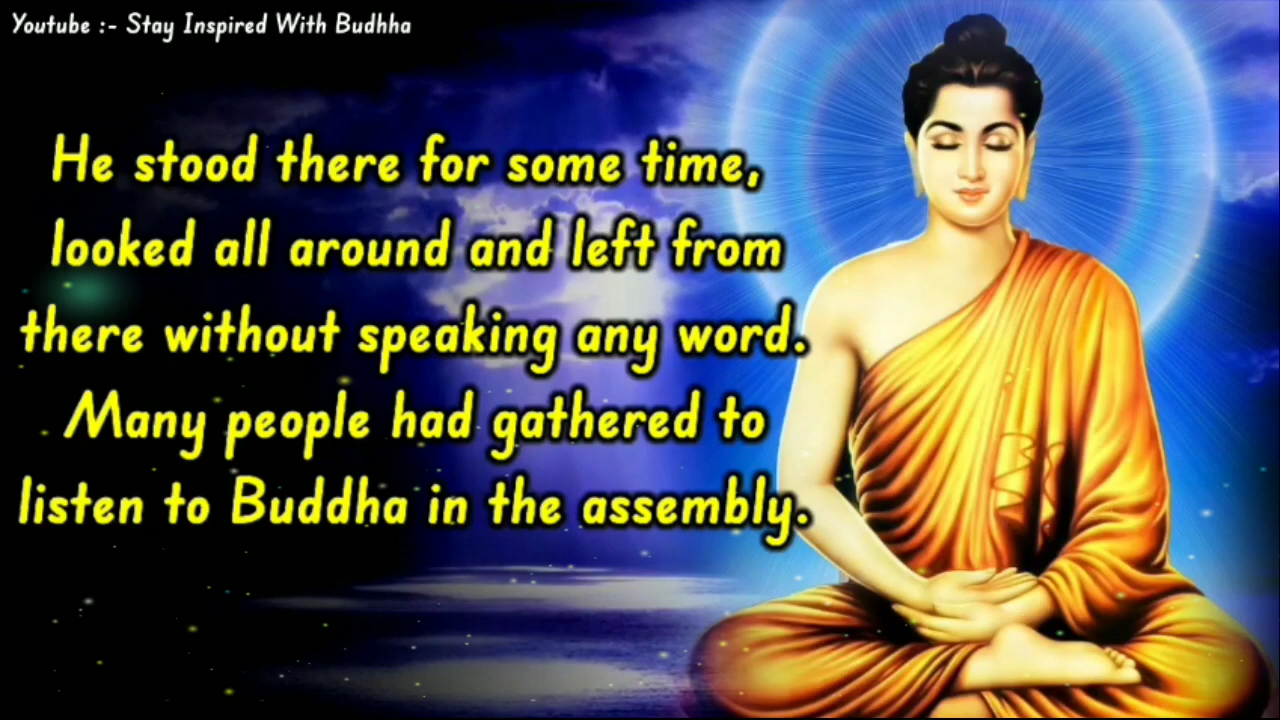 Youtube :- Stay Inspired With Budhha
He stood there for some time,
looked all around and left from
there without speaking any word.
Many people had gathered to
listen to Buddha in the assembly.